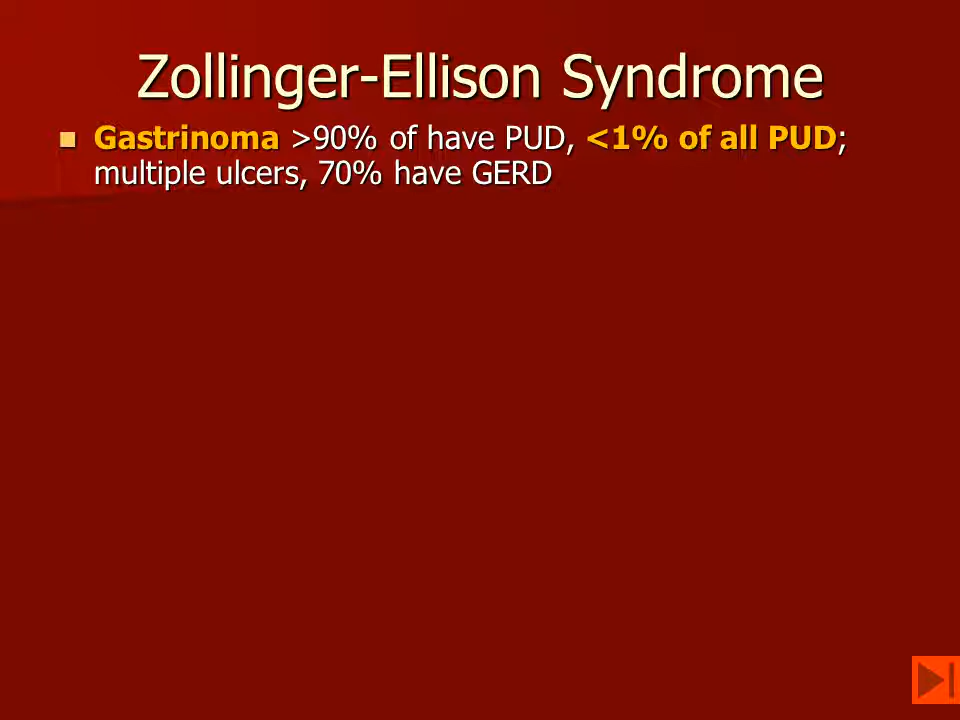 Zollinger-Ellison Syndrome
Gastrinoma >90% of have PUD, <1% of all PUD;
multiple ulcers, 70% have GERD